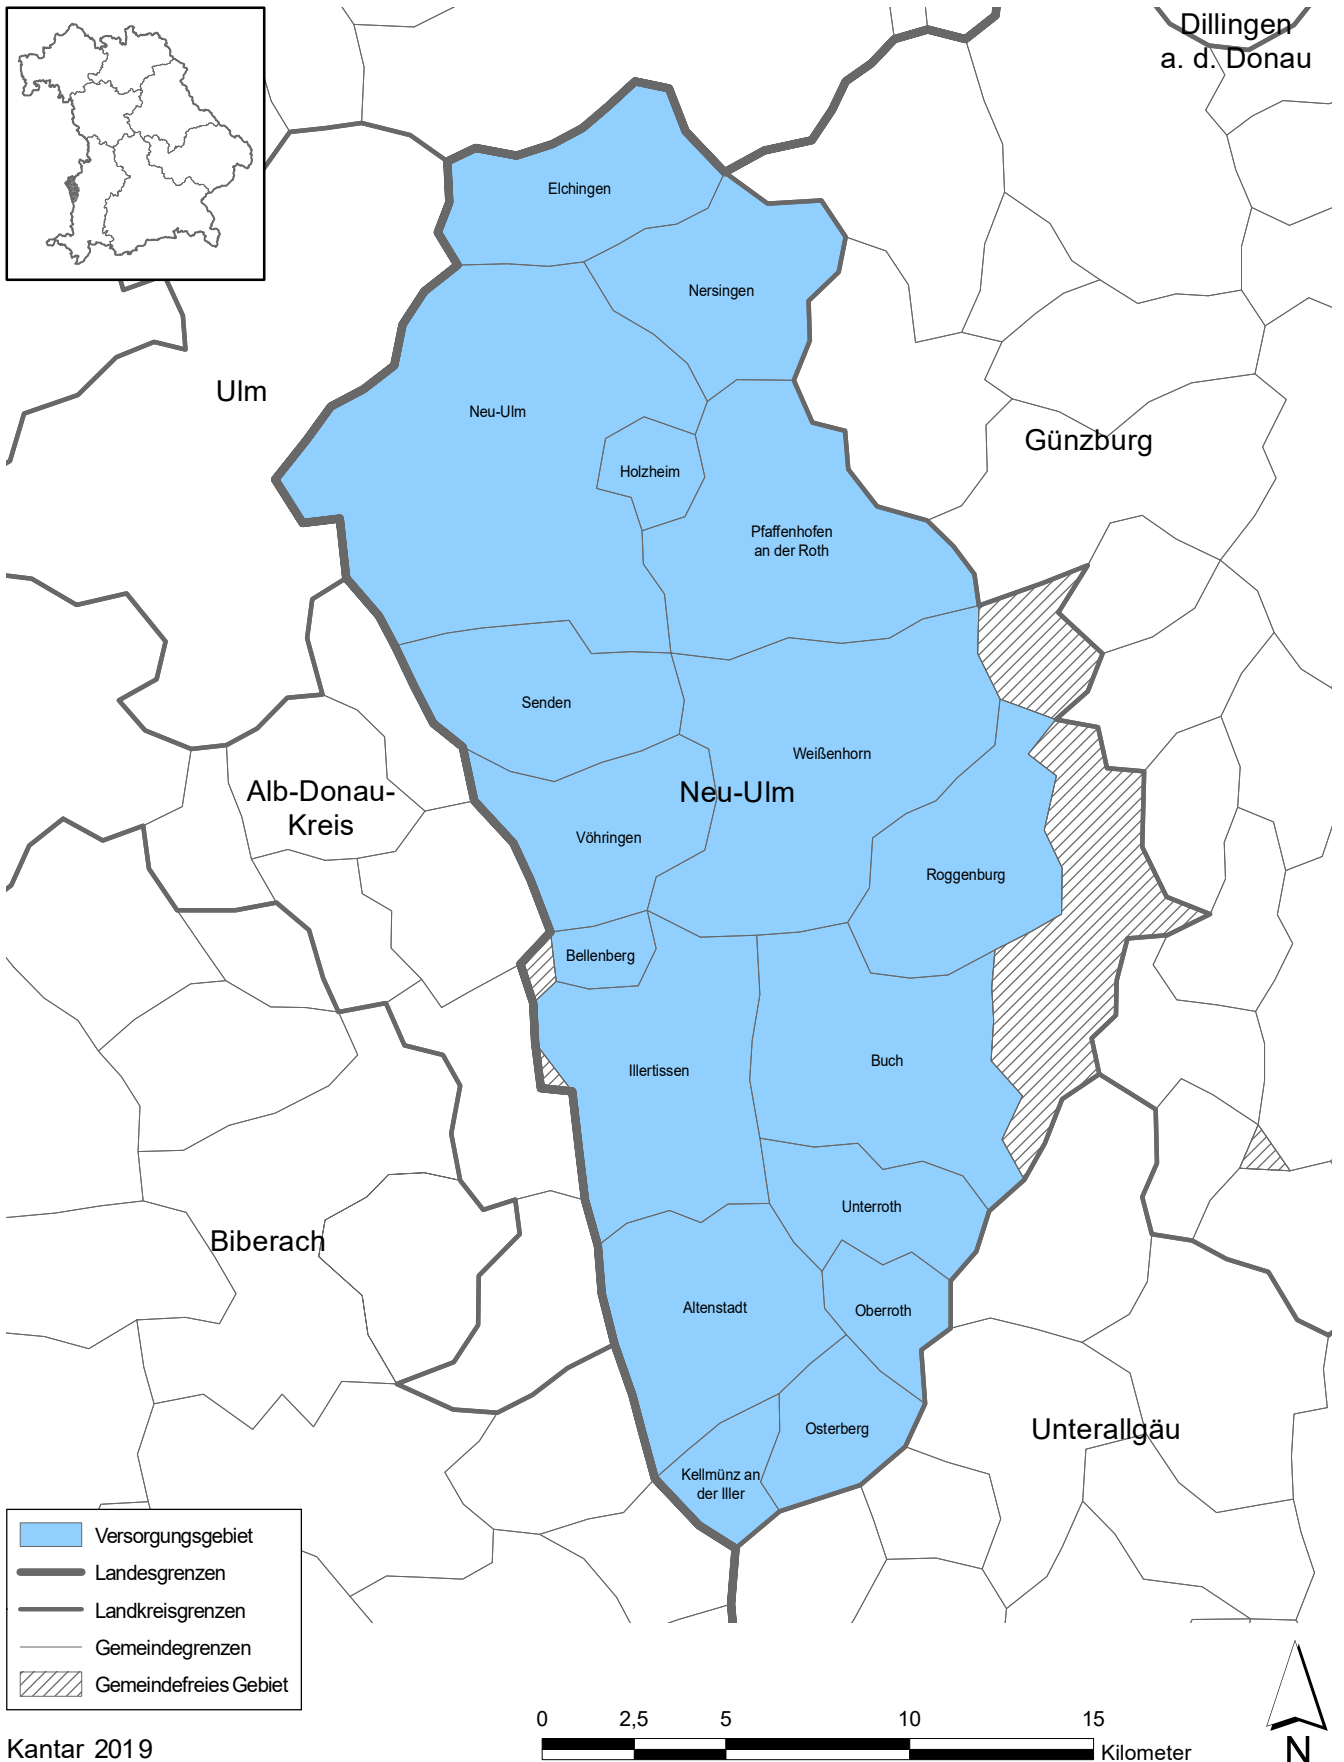 Dillingen
a. d. Donau
Elchingen
Nersingen
Ulm
Neu-Ulm
Günzburg
Holzheim
Pfaffenhofen
an der Roth
Senden
Weißenhorn
Alb-Donau-
Kreis
Neu-Ulm
Vöhringen
Roggenburg
Bellenberg
Illertissen
Buch
Unterroth
Biberach
Altenstadt
Oberroth
Osterberg
Unterallgäu
Kellmünz an
der Iller
Versorgungsgebiet
Landesgrenzen
Landkreisgrenzen
Gemeindegrenzen
Gemeindefreies Gebiet
0 2,5 5 10 15
Kilometer
N
Kantar 2019